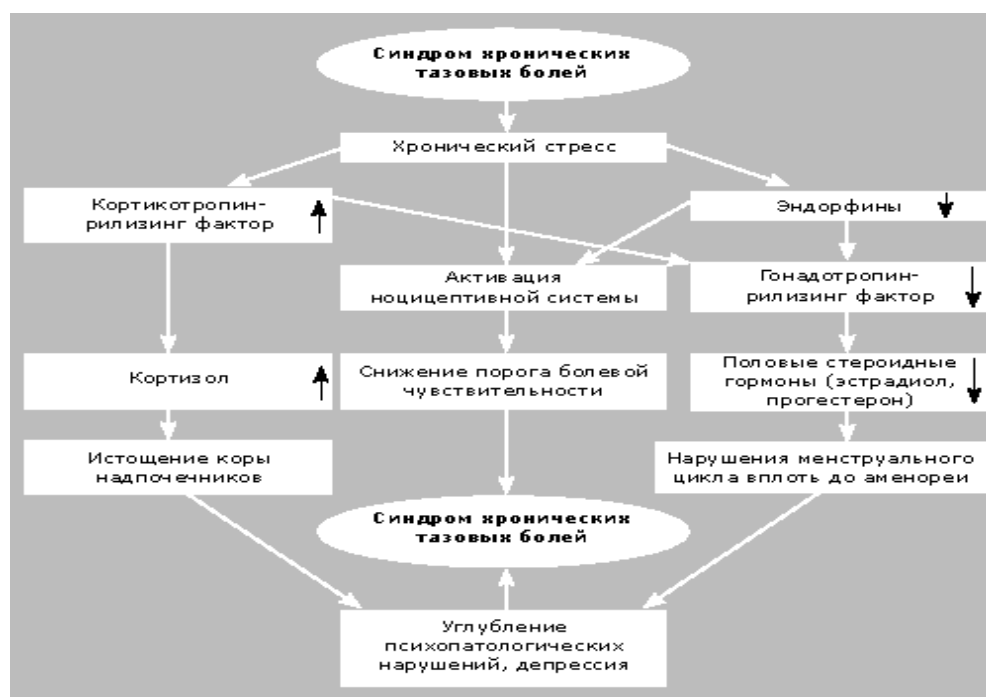 Синдром хронических
тазовых болей
Хронический стресс
Кортикотропин-
рилизинг фактор
Эндорфины
Активация
ноцицептивной системы
Гонадотропин-
рилизинг фактор
Кортизол
Снижение порога болевой
чувствительности
Половые стероидные
гормоны (эстрадиол,
прогестерон)
Истощение коры
надпочечников
Нарушения менструального
цикла вплоть до аменореи
Синдром хронических
тазовых болей
Углубление
психопатологических
нарушений, депрессия